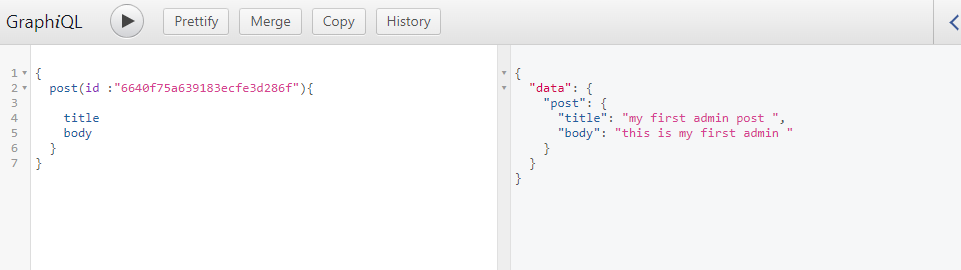 GraphiQL
Prettify
Merge
Copy
History
1 {
2 post(id :"6640f75a639183ecfe3d286f"){
3
4 title
5 body
6 }
7 }
{
"data": {
"post": {
"title": "my first admin post ",
"body": "this is my first admin "
}
}
}